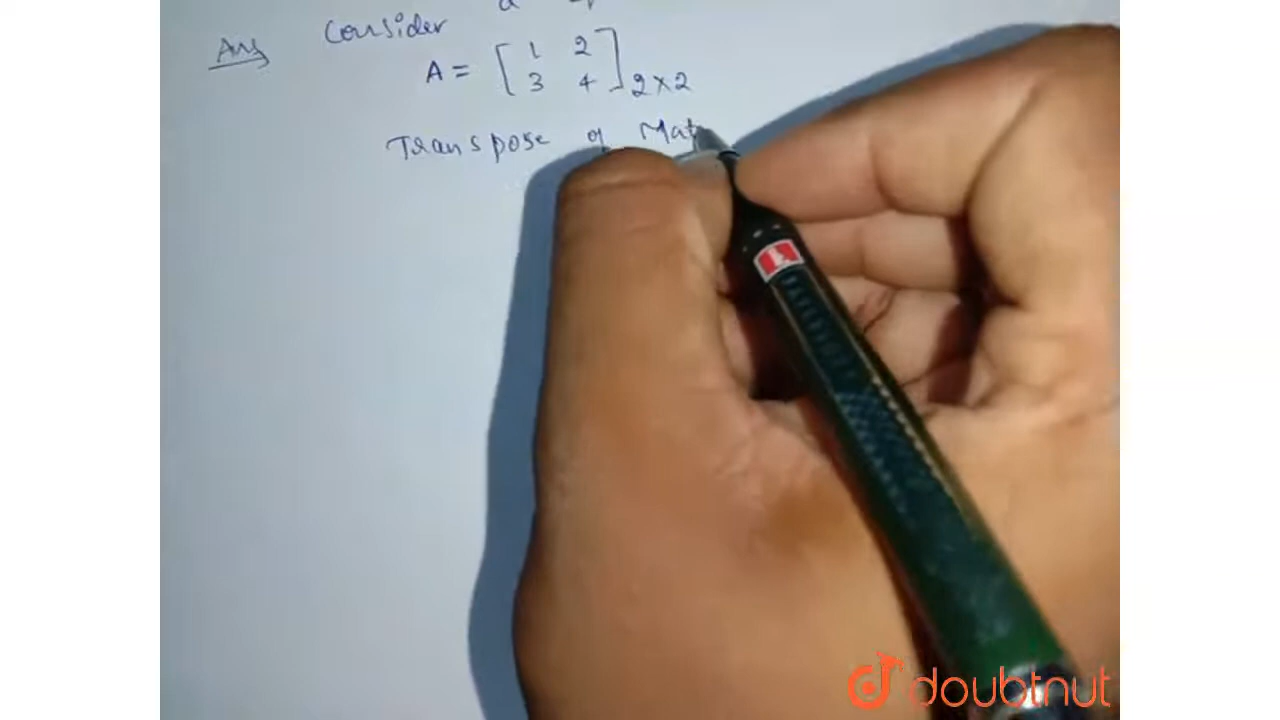 Ans Consider a
A = [ 1 2
3 4 ] 2×2
Transpose of Mat
doubtnut